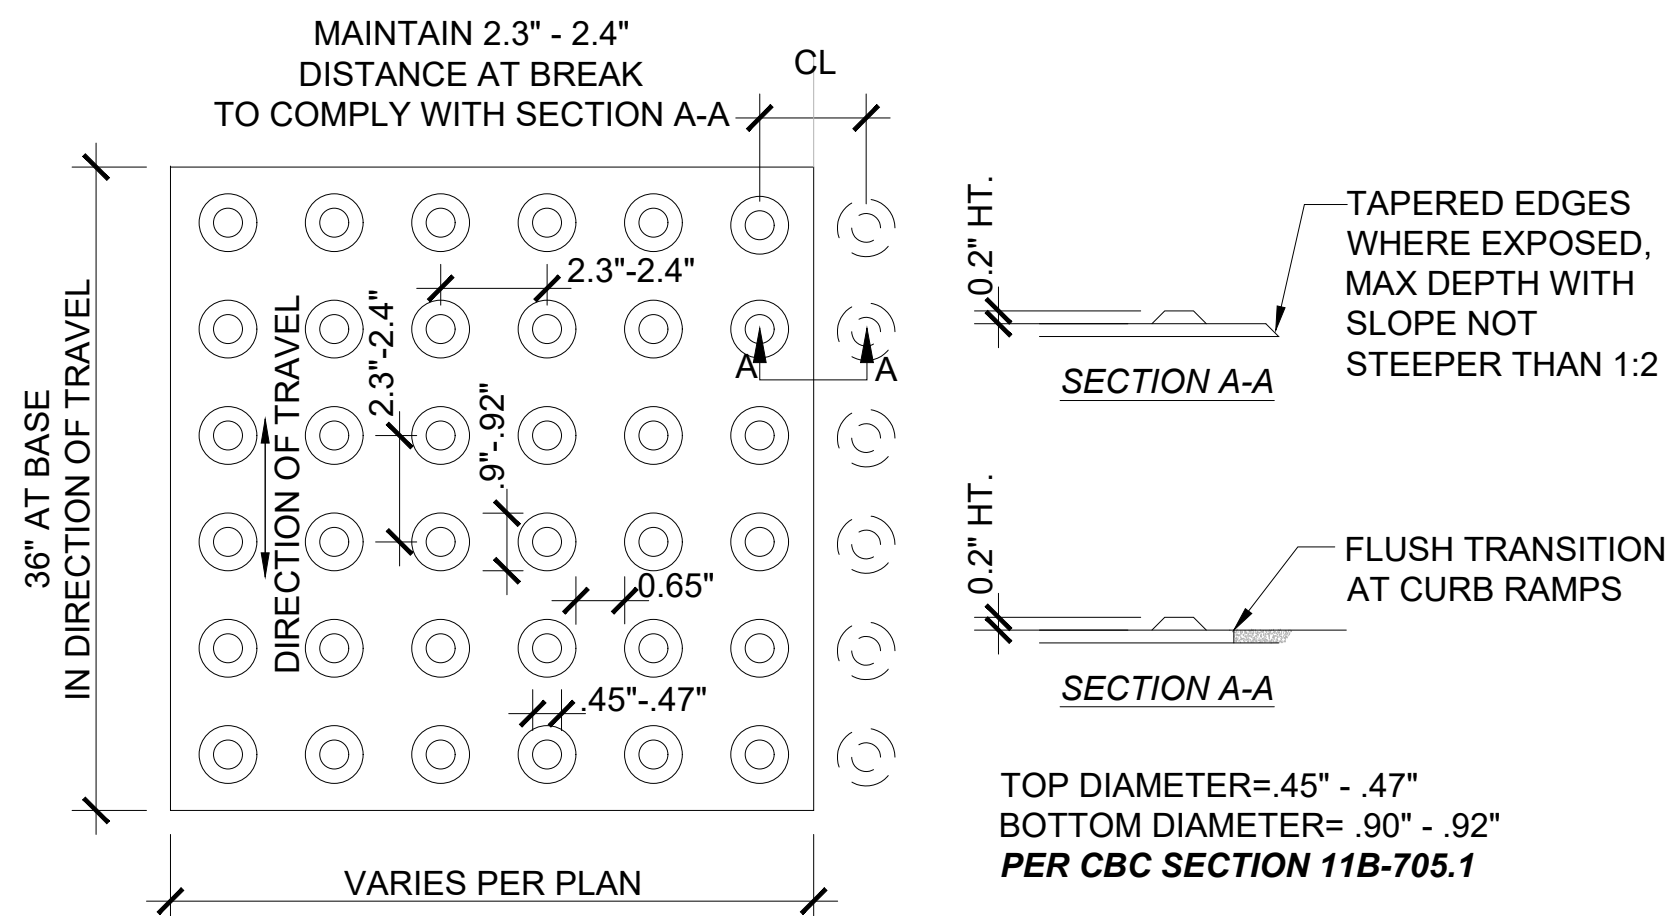 MAINTAIN 2.3" - 2.4"
DISTANCE AT BREAK
TO COMPLY WITH SECTION A-A
CL
36" AT BASE
IN DIRECTION OF TRAVEL
DIRECTION OF TRAVEL
2.3"-2.4"
2.3"-2.4"
.9"-.92"
0.65"
.45"-.47"
A
A
VARIES PER PLAN
0.2" HT.
TAPERED EDGES
WHERE EXPOSED,
MAX DEPTH WITH
SLOPE NOT
STEEPER THAN 1:2
SECTION A-A
0.2" HT.
FLUSH TRANSITION
AT CURB RAMPS
SECTION A-A
TOP DIAMETER=.45" - .47"
BOTTOM DIAMETER= .90" - .92"
PER CBC SECTION 11B-705.1